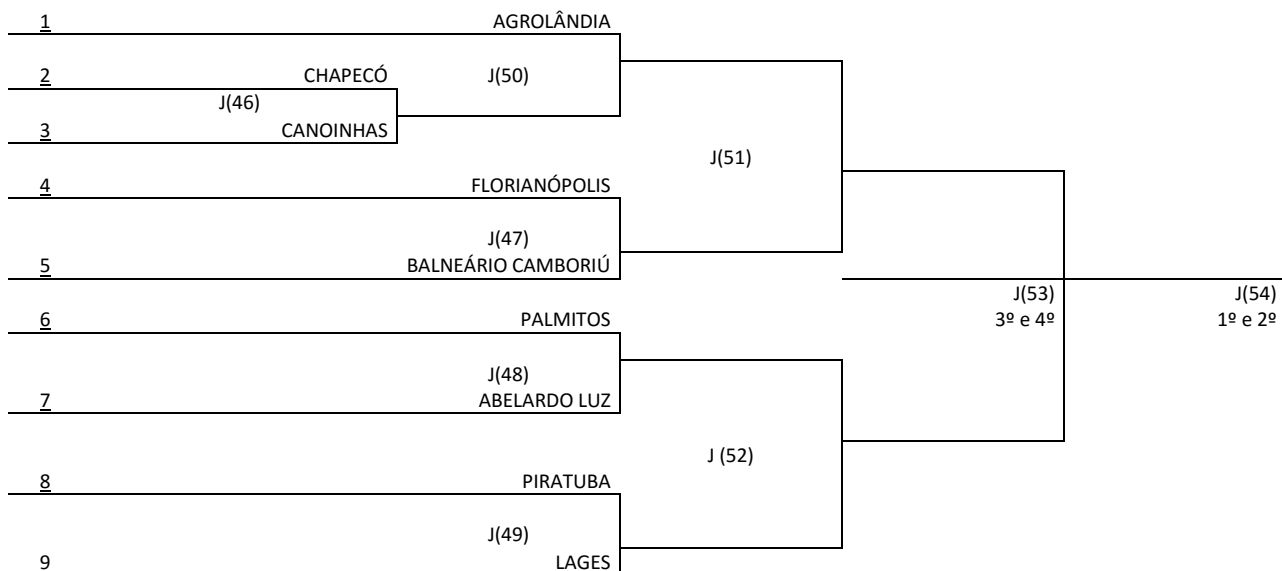 1 AGROLÂNDIA
2 CHAPECÓ J(50)
J(46)
3 CANOINHAS
J(51)
4 FLORIANÓPOLIS
J(47)
5 BALNEÁRIO CAMBORIÚ
J(53) J(54)
6 PALMITOS 3º e 4º 1º e 2º
J(48)
7 ABELARDO LUZ
J (52)
8 PIRATUBA
J(49)
9 LAGES